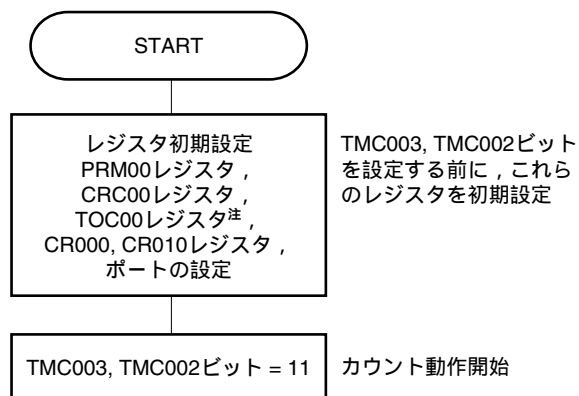 START
レジスタ初期設定
PRM00レジスタ，
CRC00レジスタ，
TOC00レジスタ注，
CR000, CR010レジスタ，
ポートの設定
TMC003, TMC002ビット
を設定する前に，これら
のレジスタを初期設定
TMC003, TMC002ビット = 11
カウント動作開始